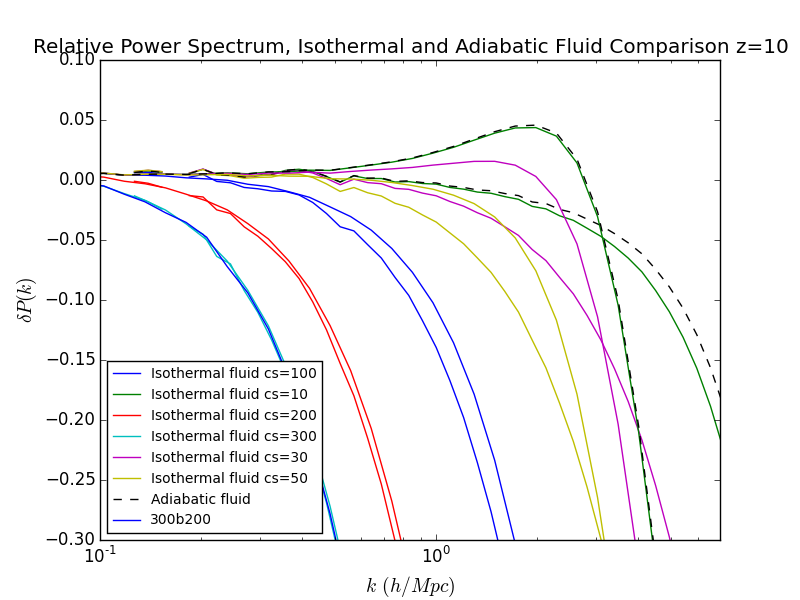 Relative Power Spectrum, Isothermal and Adiabatic Fluid Comparison z=10
0.10
0.05
0.00
−0.05
−0.10
−0.15
−0.20
−0.25
−0.30
δP(k)
Isothermal fluid cs=100
Isothermal fluid cs=10
Isothermal fluid cs=200
Isothermal fluid cs=300
Isothermal fluid cs=30
Isothermal fluid cs=50
Adiabatic fluid
300b200
10⁻¹ 10⁰
k (h/Mpc)